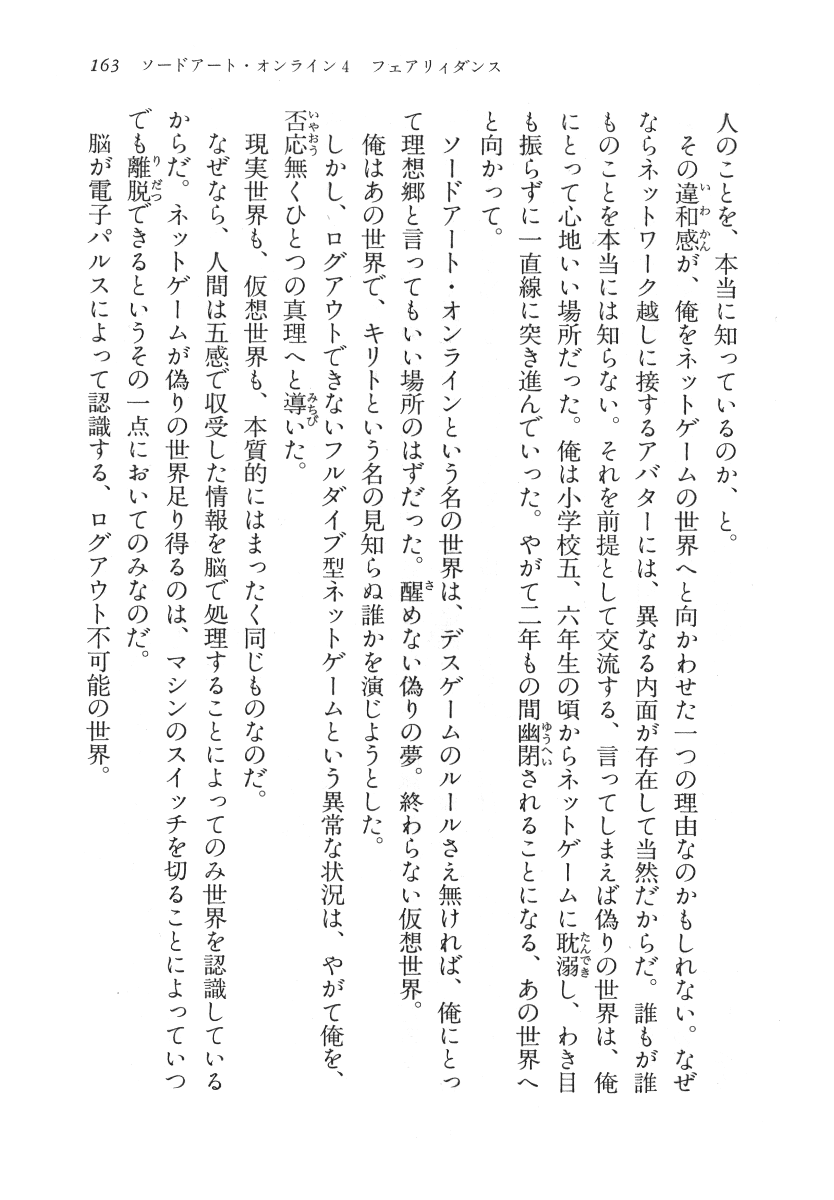 163 ソードアート・オンライン4 フェアリィダンス
人のことを、本当に知っているのか、と。
その違和感が、俺をネットゲームの世界へと向かわせた一つの理由なのかもしれない。なぜ
ならネットワーク越しに接するアバターには、異なる内面が存在して当然だからだ。誰もが誰
ものことを本当には知らない。それを前提として交流する、言ってしまえば偽りの世界は、俺
にとって心地いい場所だった。俺は小学校五、六年生の頃からネットゲームに耽溺し、わき目
も振らずに一直線に突き進んでいった。やがて二年もの間幽閉されることになる、あの世界へ
と向かって。
ソードアート・オンラインという名の世界は、デスゲームのルールさえ無ければ、俺にとっ
て理想郷と言ってもいい場所のはずだった。醒めない偽りの夢。終わらない仮想世界。
俺はあの世界で、キリトという名の見知らぬ誰かを演じようとした。
しかし、ログアウトできないフルダイブ型ネットゲームという異常な状況は、やがて俺を、
否応無くひとつの真理へと導いた。
現実世界も、仮想世界も、本質的にはまったく同じものなのだ。
なぜなら、人間は五感で収受した情報を脳で処理することによってのみ世界を認識している
からだ。ネットゲームが偽りの世界足り得るのは、マシンのスイッチを切ることによっていつ
でも離脱できるというその一点においてのみなのだ。
脳が電子パルスによって認識する、ログアウト不可能の世界。